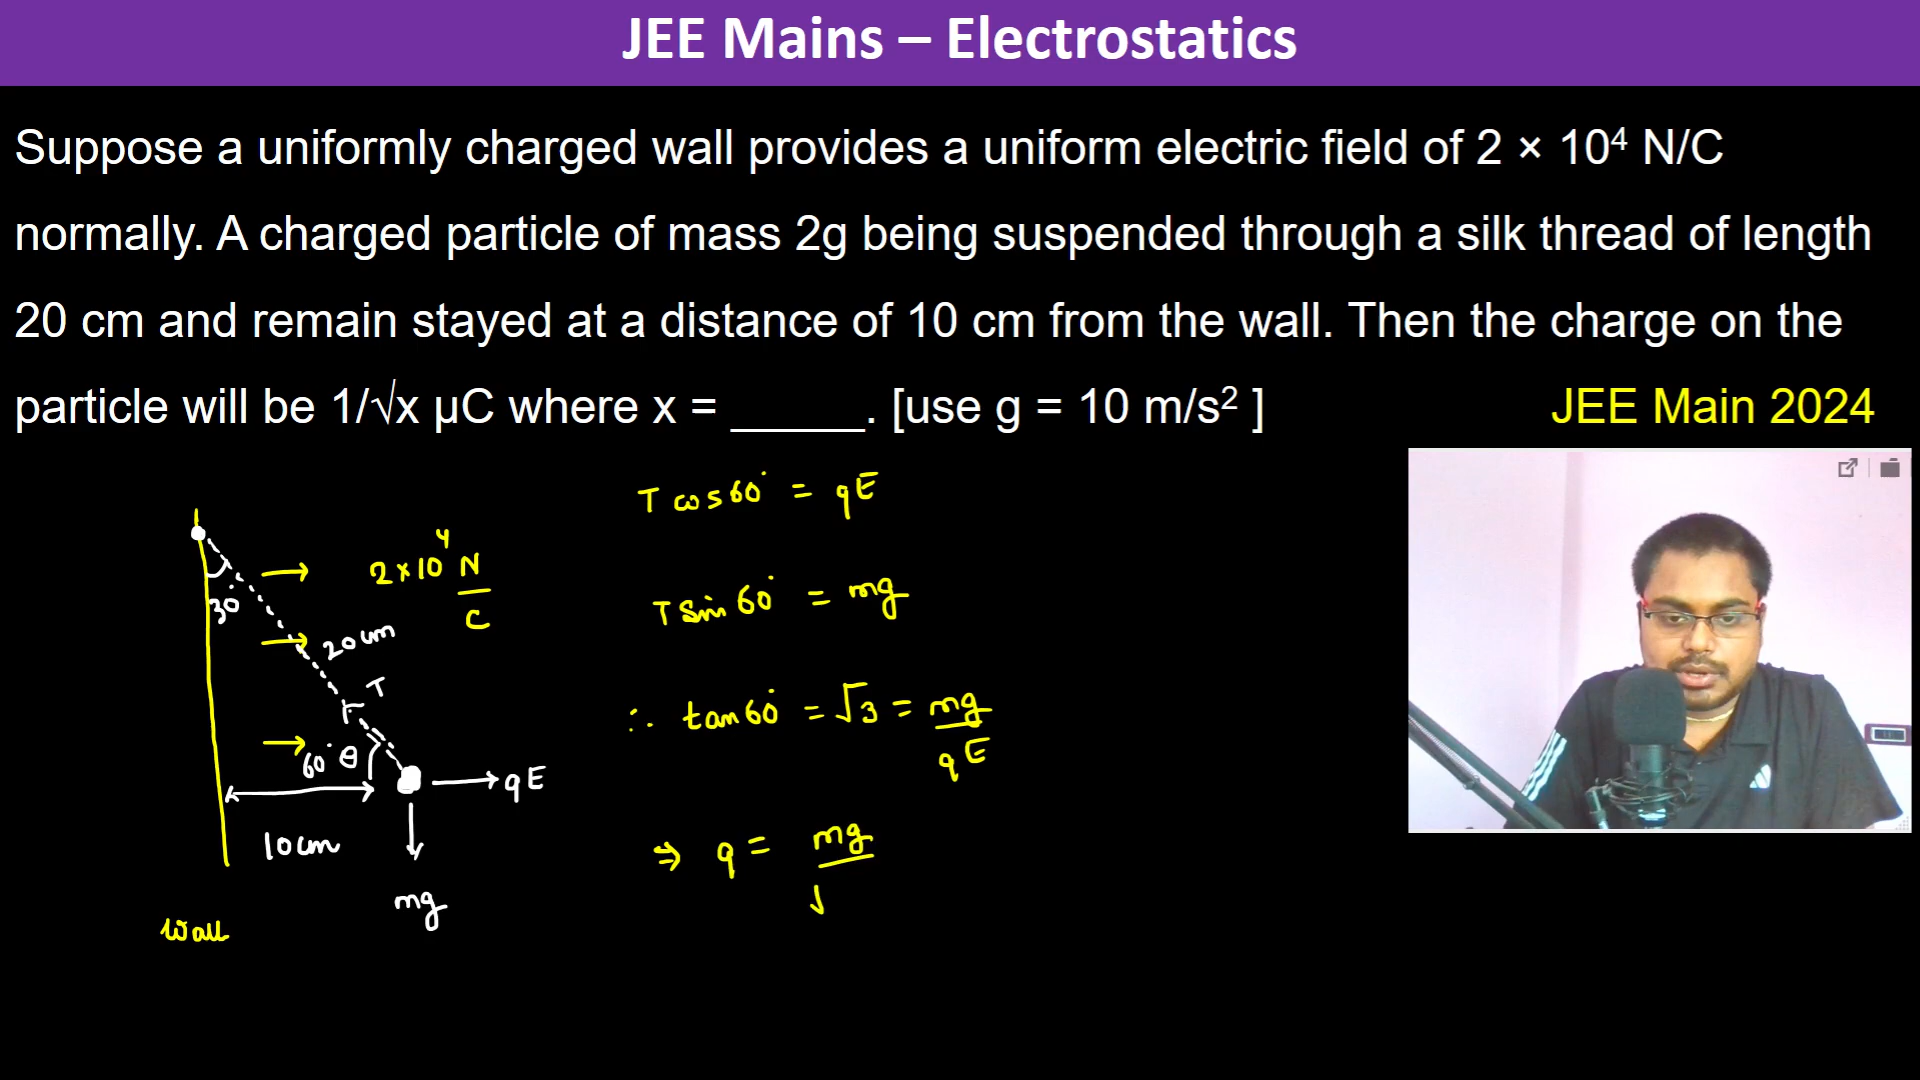 JEE Mains – Electrostatics
Suppose a uniformly charged wall provides a uniform electric field of 2 × 10⁴ N/C
normally. A charged particle of mass 2g being suspended through a silk thread of length
20 cm and remain stayed at a distance of 10 cm from the wall. Then the charge on the
particle will be 1/√x μC where x = _____. [use g = 10 m/s² ]
JEE Main 2024
30°
2×10⁴ N/C
20 cm
T
60° θ
qE
10 cm
mg
Wall
T cos 60° = qE
T sin 60° = mg
∴ tan 60° = √3 = mg/qE
⇒ q = mg/√